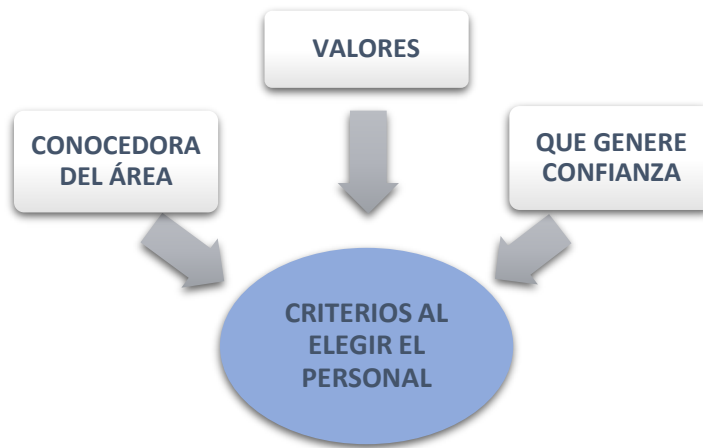 VALORES
CONOCEDORA
DEL ÁREA
QUE GENERE
CONFIANZA
CRITERIOS AL
ELEGIR EL
PERSONAL